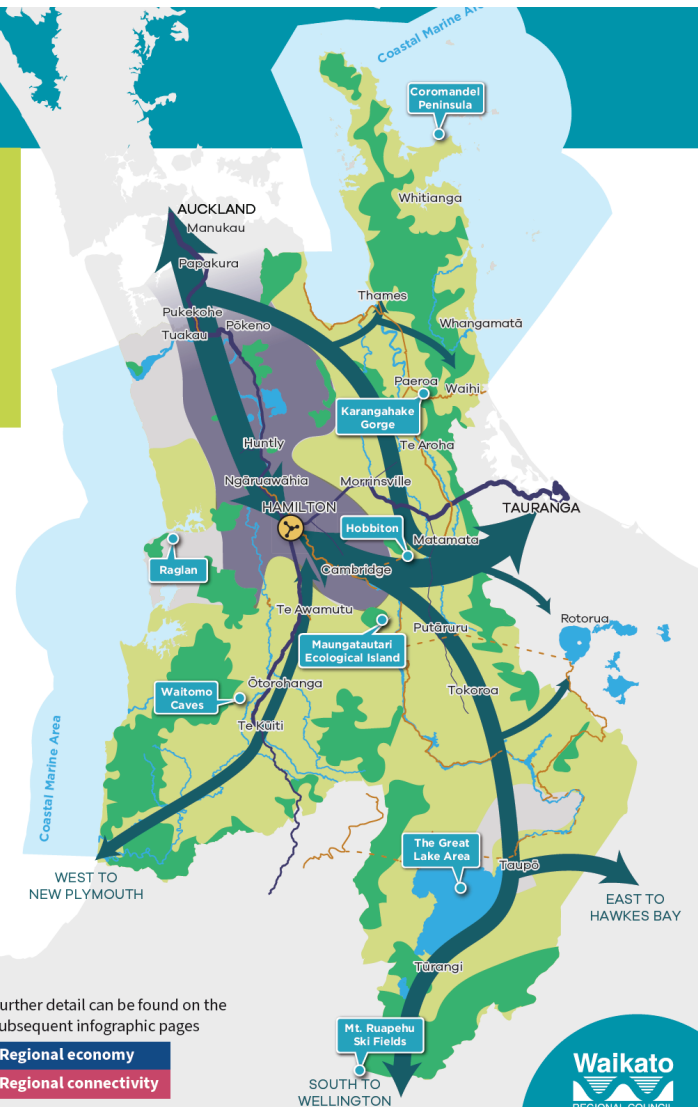 Coastal Marine
Coromandel
Peninsula
Whitianga
AUCKLAND
Manukau
Papakura
Thames
Pukekohe
Pōkeno
Tuakau
Whangamatā
Paeroa
Waihi
Karangahake
Gorge
Huntly
Te Aroha
Ngāruawāhia
Morrinsville
HAMILTON
TAURANGA
Hobbiton
Matamata
Raglan
Cambridge
Te Awamutu
Rotorua
Putāruru
Maungatautari
Ecological Island
Ōtorohanga
Tokoroa
Waitomo
Caves
Te Kuiti
Coastal Marine Area
The Great
Lake Area
Taupō
WEST TO
NEW PLYMOUTH
EAST TO
HAWKES BAY
Tūrangi
urther detail can be found on the
ubsequent infographic pages
Mt. Ruapehu
Ski Fields
Regional economy
Regional connectivity
SOUTH TO
WELLINGTON
Waikato
REGIONAL COUNCIL